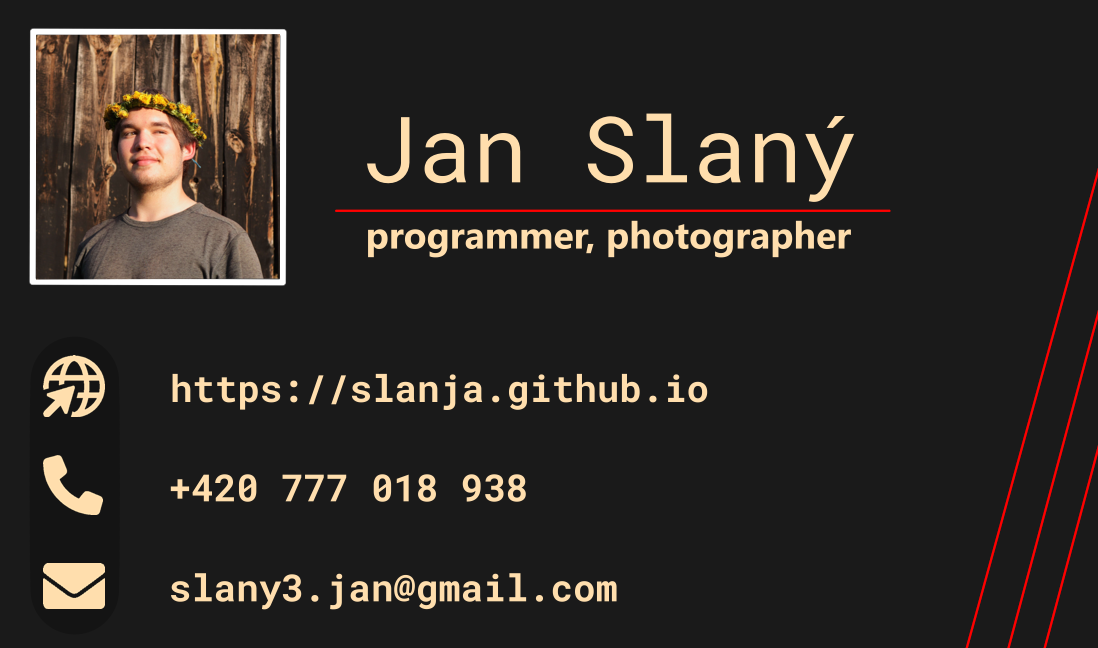 Jan Slaný
programmer, photographer
https://slanja.github.io
+420 777 018 938
slany3.jan@gmail.com